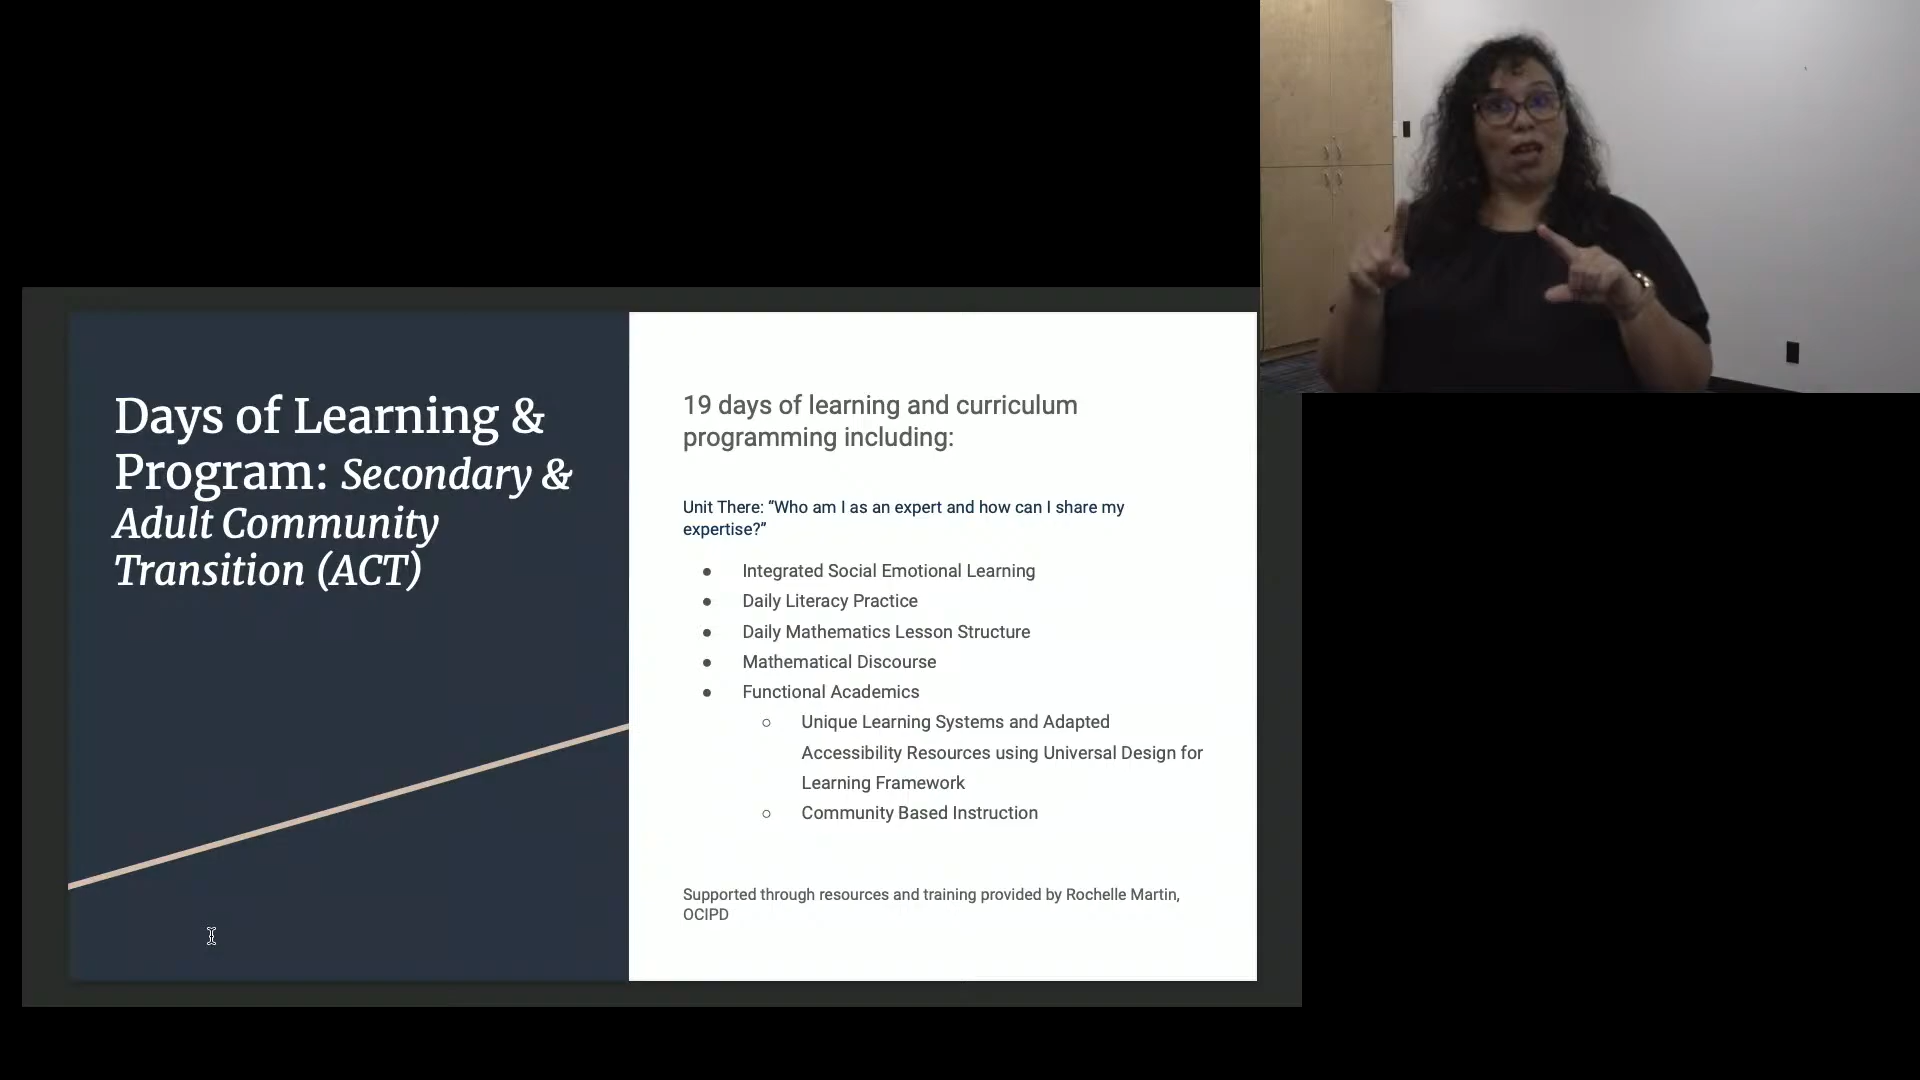 Days of Learning &
Program: Secondary &
Adult Community
Transition (ACT)
19 days of learning and curriculum
programming including:
Unit There: “Who am I as an expert and how can I share my
expertise?”
● Integrated Social Emotional Learning
● Daily Literacy Practice
● Daily Mathematics Lesson Structure
● Mathematical Discourse
● Functional Academics
○ Unique Learning Systems and Adapted
Accessibility Resources using Universal Design for
Learning Framework
○ Community Based Instruction
Supported through resources and training provided by Rochelle Martin,
OCIPD